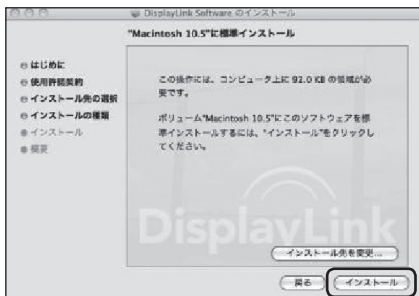 DisplayLink Software のインストール
"Macintosh 10.5"に標準インストール
はじめに
使用許諾契約
インストール先の選択
インストールの種類
インストール
概要
この操作には、コンピュータ上に 92.0 KB の領域が必
要です。
ボリューム"Macintosh 10.5"にこのソフトウェアを標
準インストールするには、"インストール"をクリックし
てください。
DisplayLink
インストール先を変更...
戻る
インストール